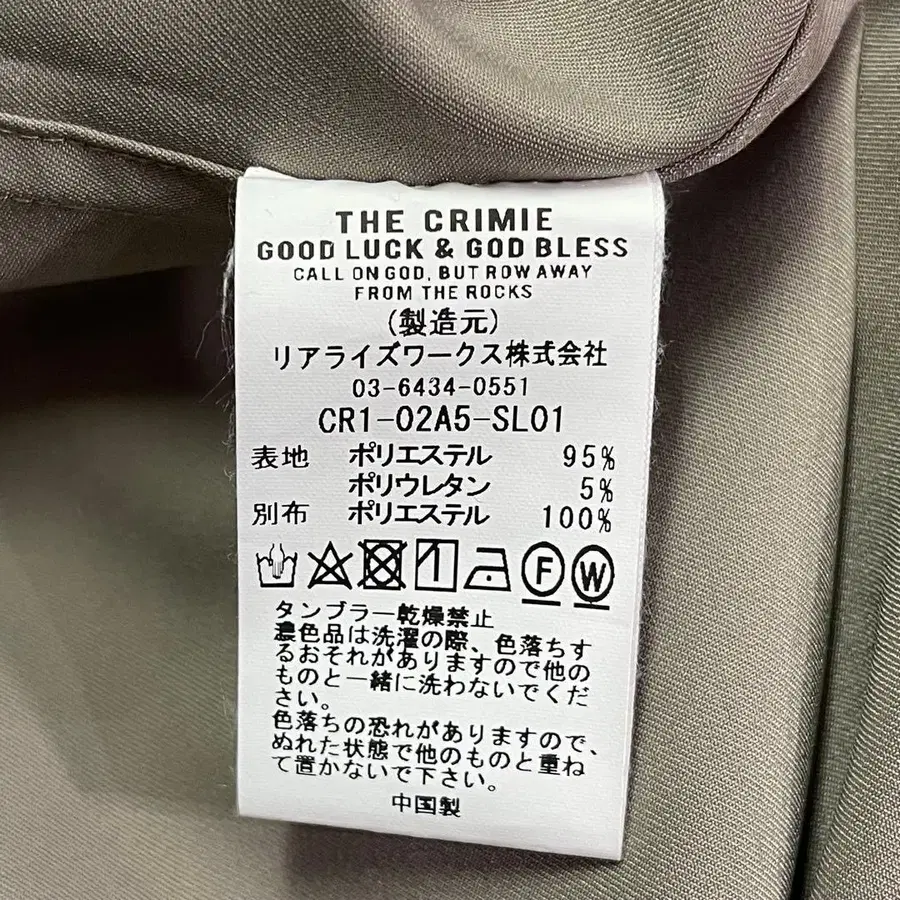 THE CRIMIE
GOOD LUCK & GOD BLESS
CALL ON GOD, BUT ROW AWAY
FROM THE ROCKS
(製造元)
リアライズワークス株式会社
03-6434-0551
CR1-02A5-SL01
表地 ポリエステル 95%
ポリウレタン 5%
別布 ポリエステル 100%
F W
タンブラー乾燥禁止
濃色品は洗濯の際、色落ちす
るおそれがありますので他の
ものと一緒に洗わないでくだ
さい。
色落ちの恐れがありますので、
ぬれた状態で他のものと重ね
て置かないで下さい。
中国製